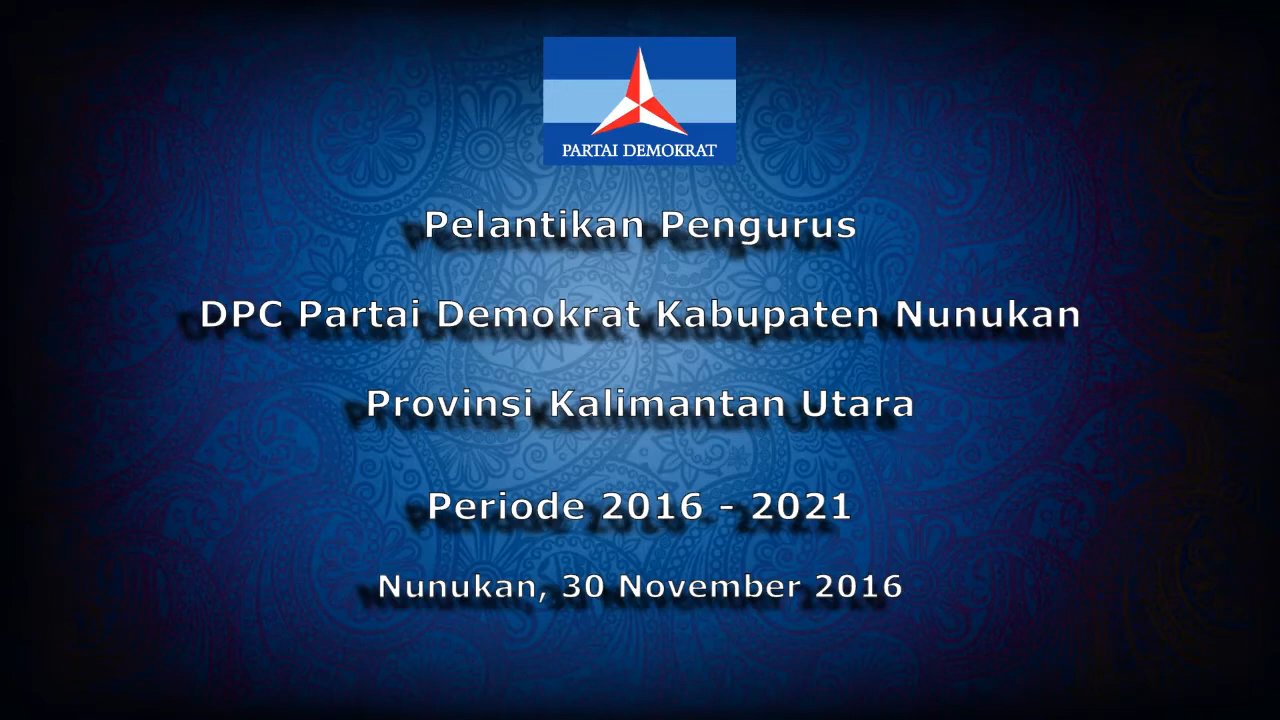 PARTAI DEMOKRAT
Pelantikan Pengurus
DPC Partai Demokrat Kabupaten Nunukan
Provinsi Kalimantan Utara
Periode 2016 - 2021
Nunukan, 30 November 2016